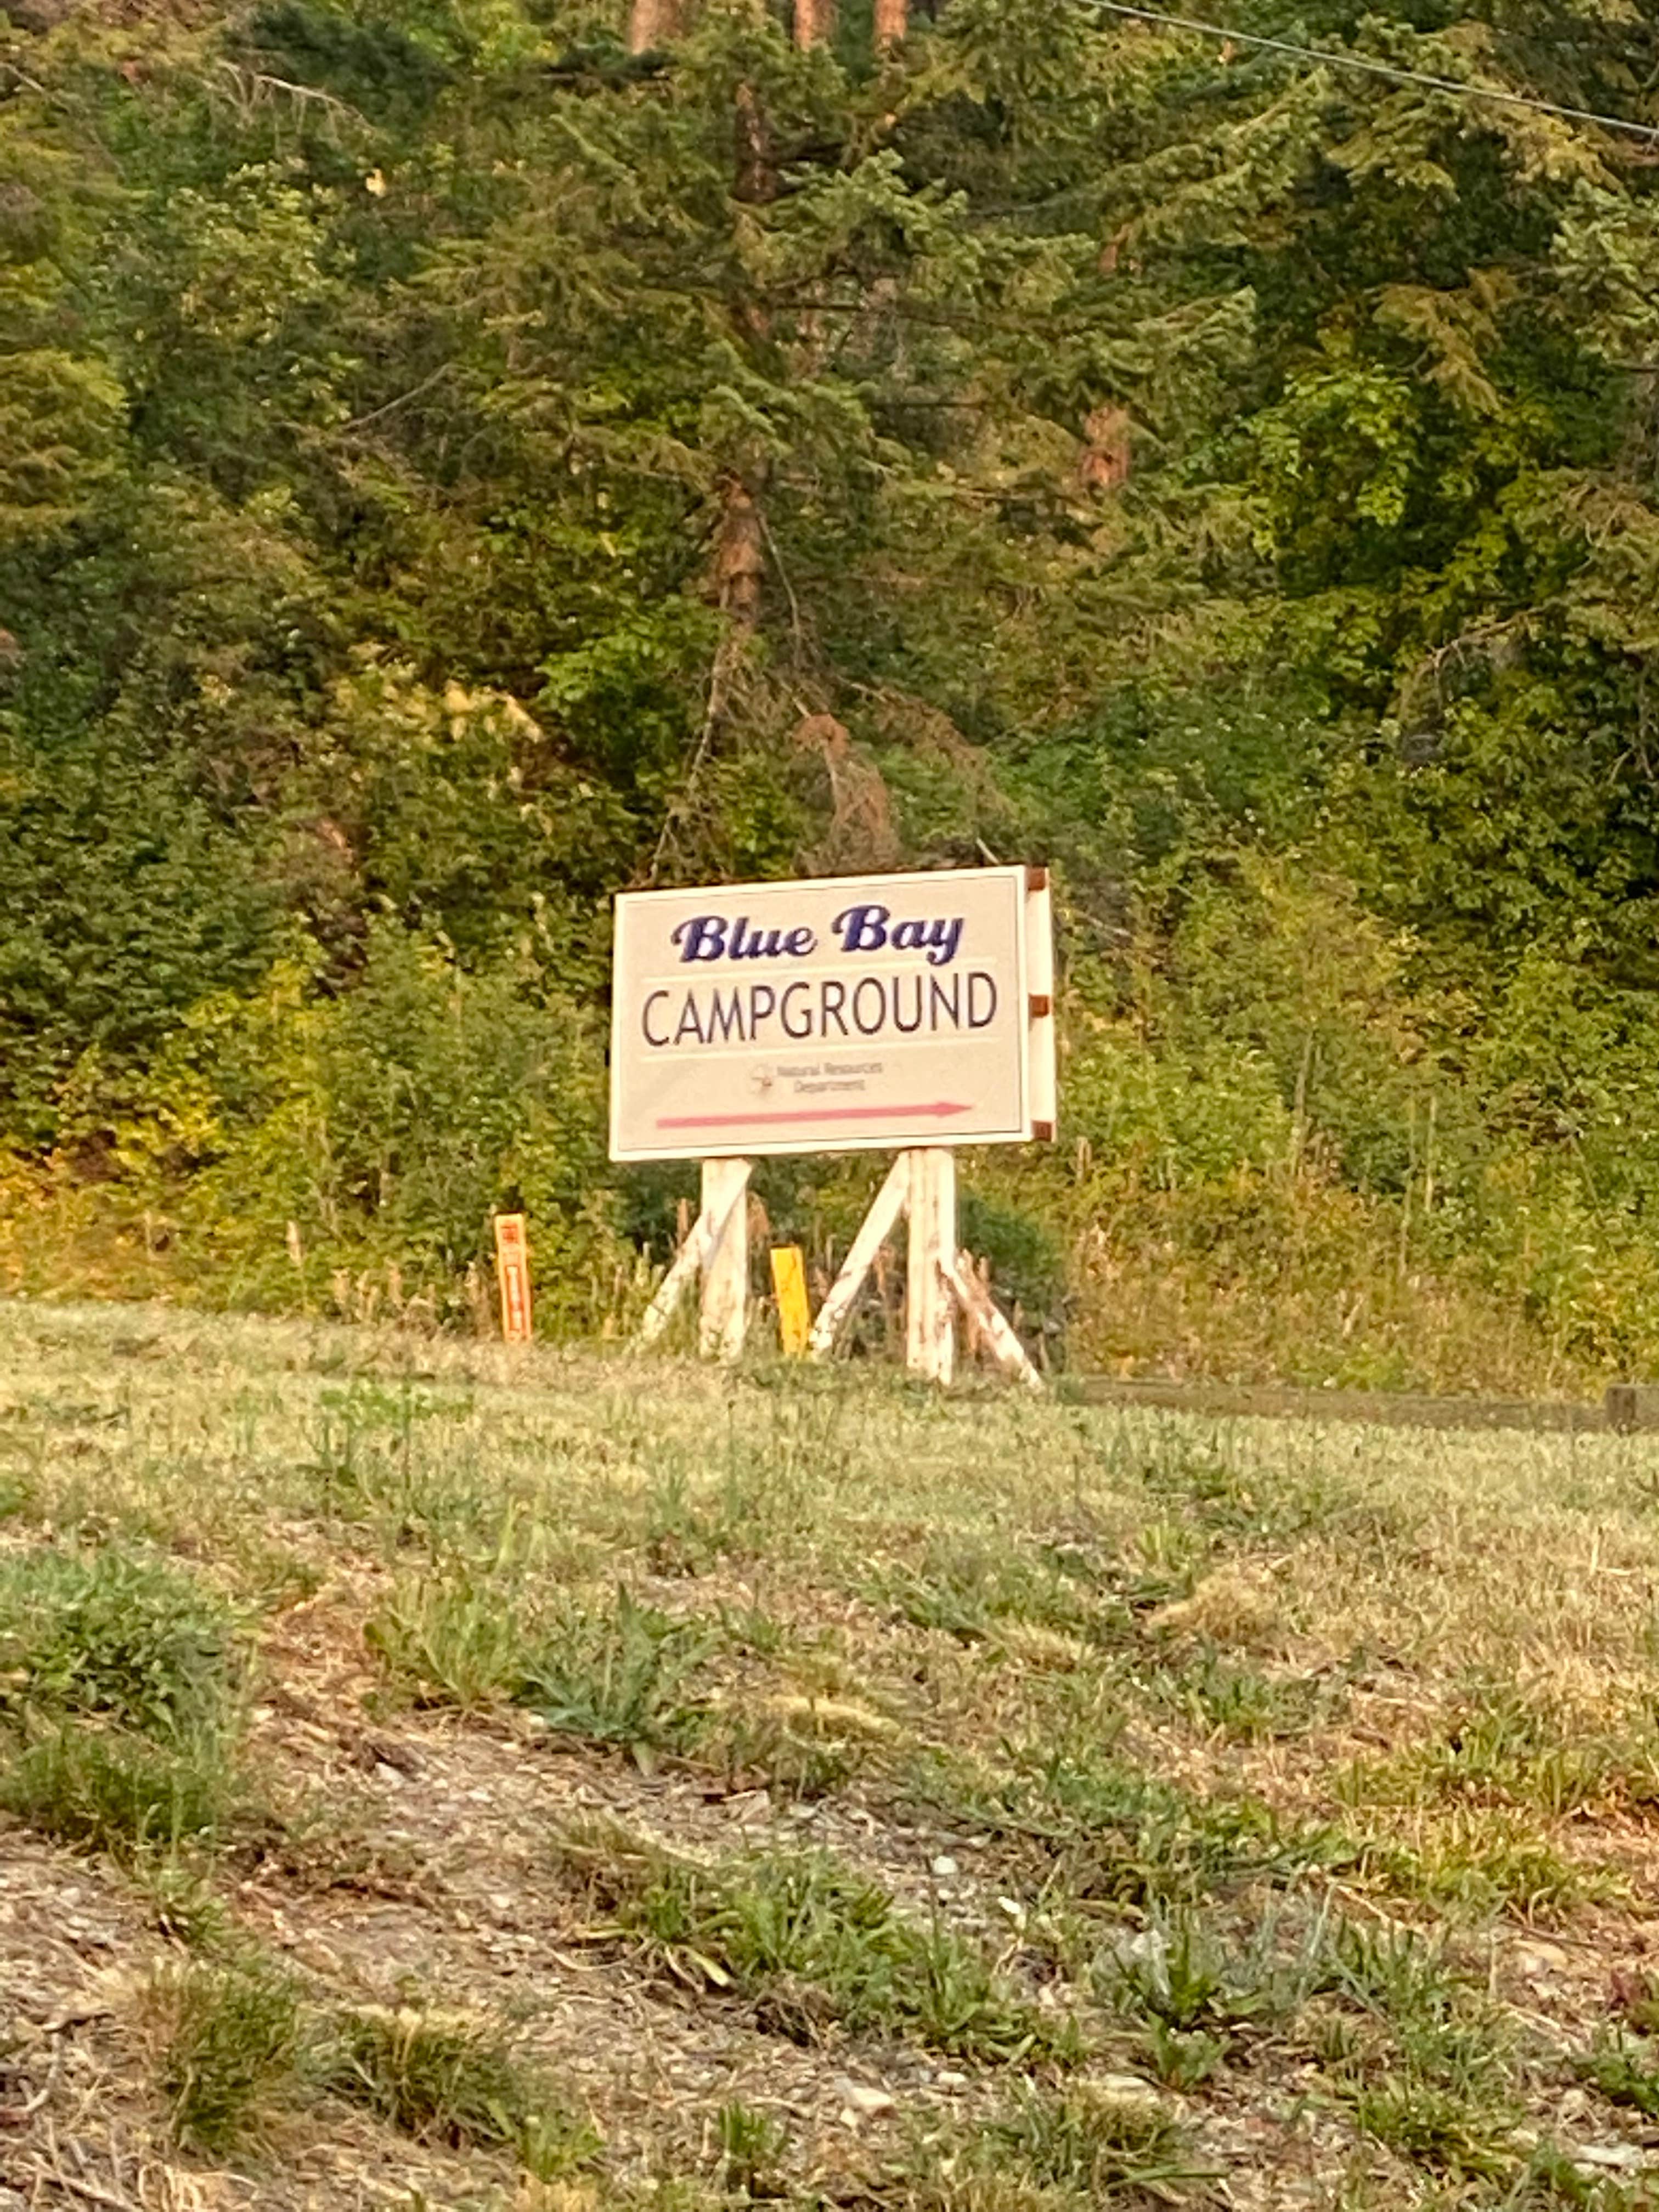 Blue Bay
CAMPGROUND
Natural Resources
Department